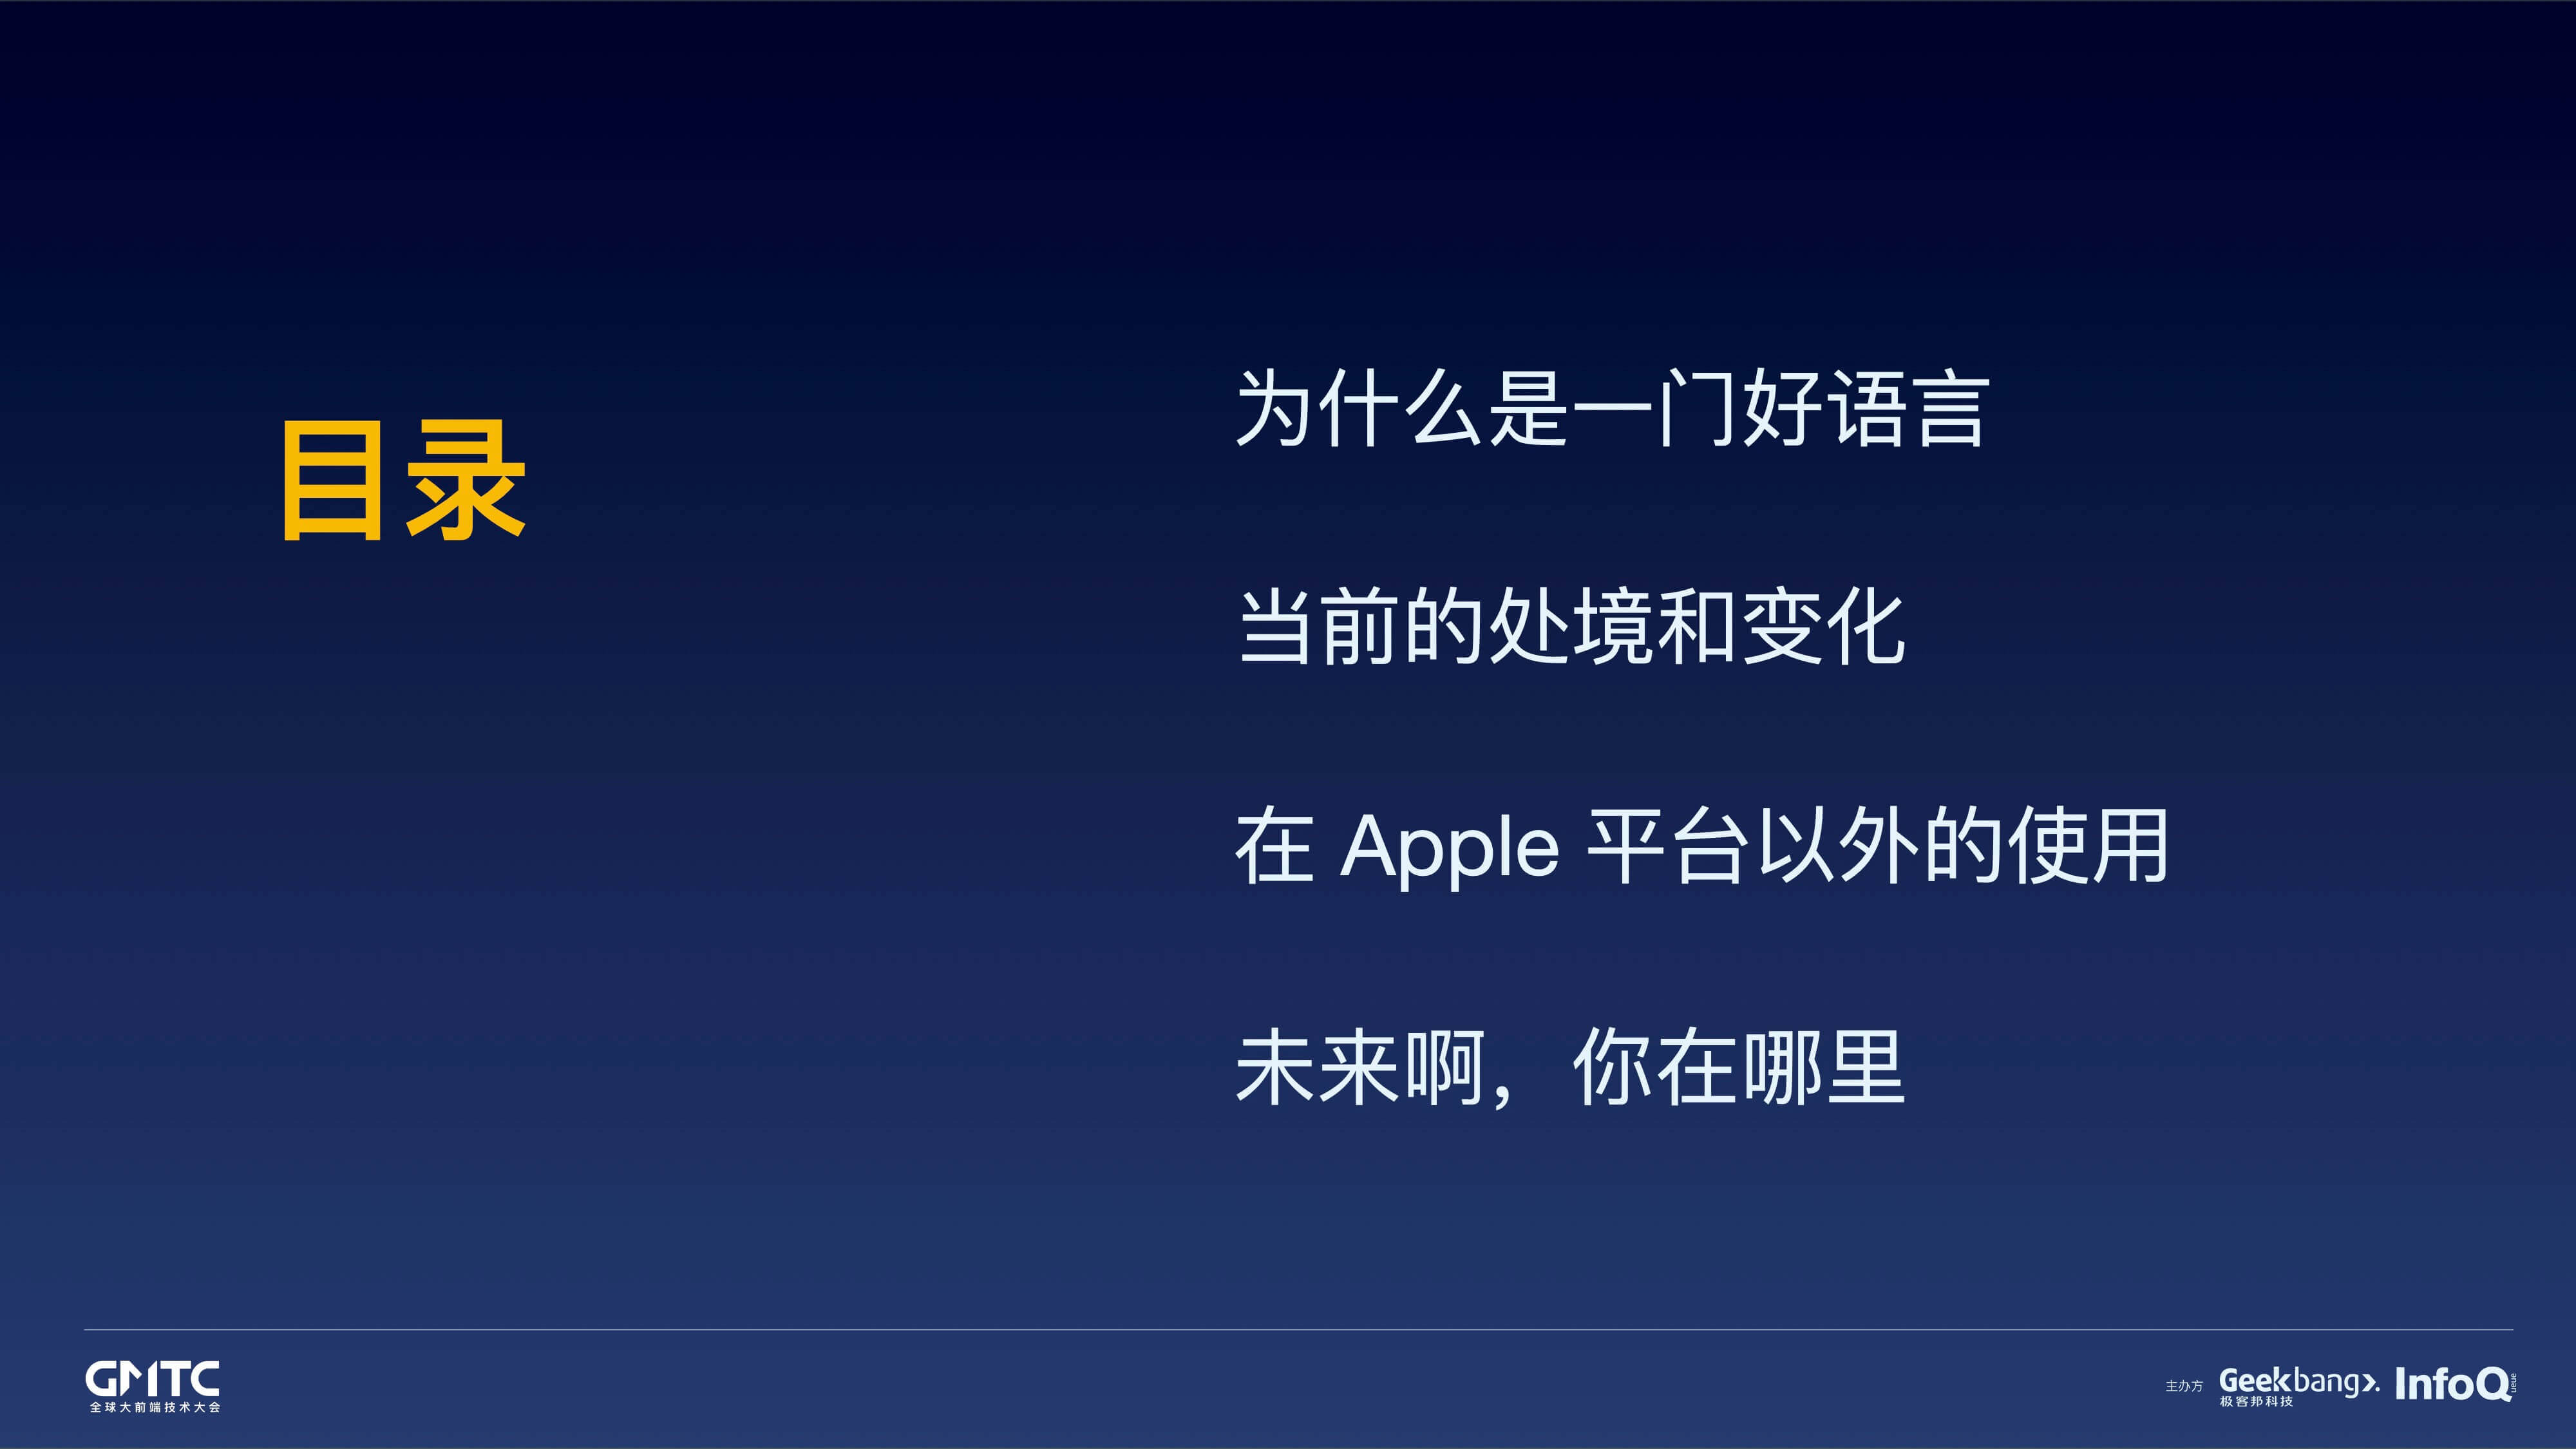 目录
为什么是一门好语言
当前的处境和变化
在 Apple 平台以外的使用
未来啊，你在哪里
GMTC
全球大前端技术大会
主办方
Geekbang>.
极客邦科技
InfoQueue